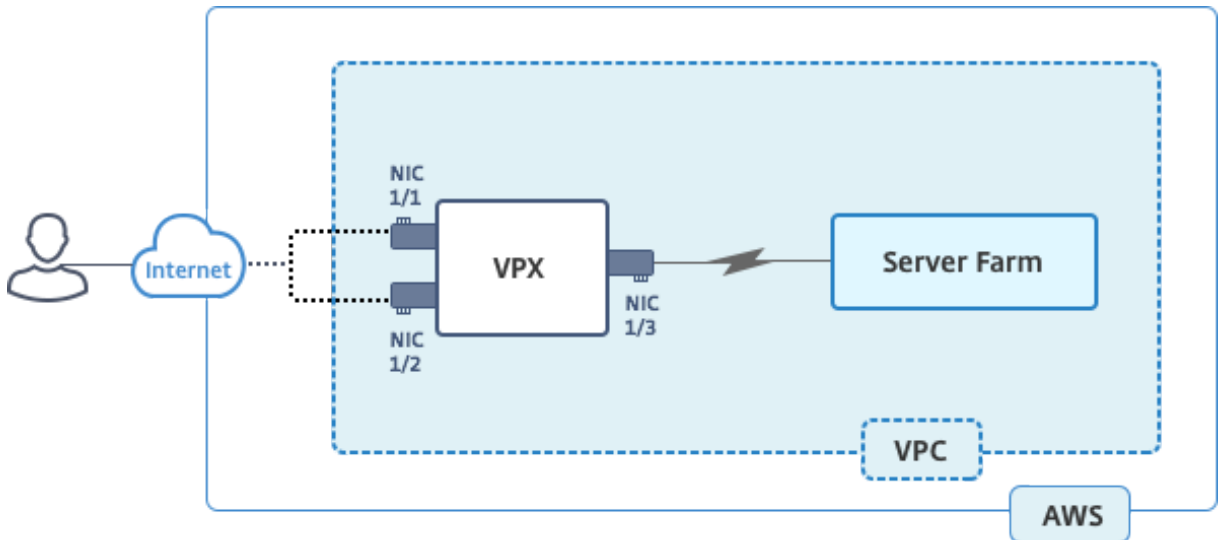 NIC
1/1
Internet
VPX
Server Farm
NIC
1/2
NIC
1/3
VPC
AWS